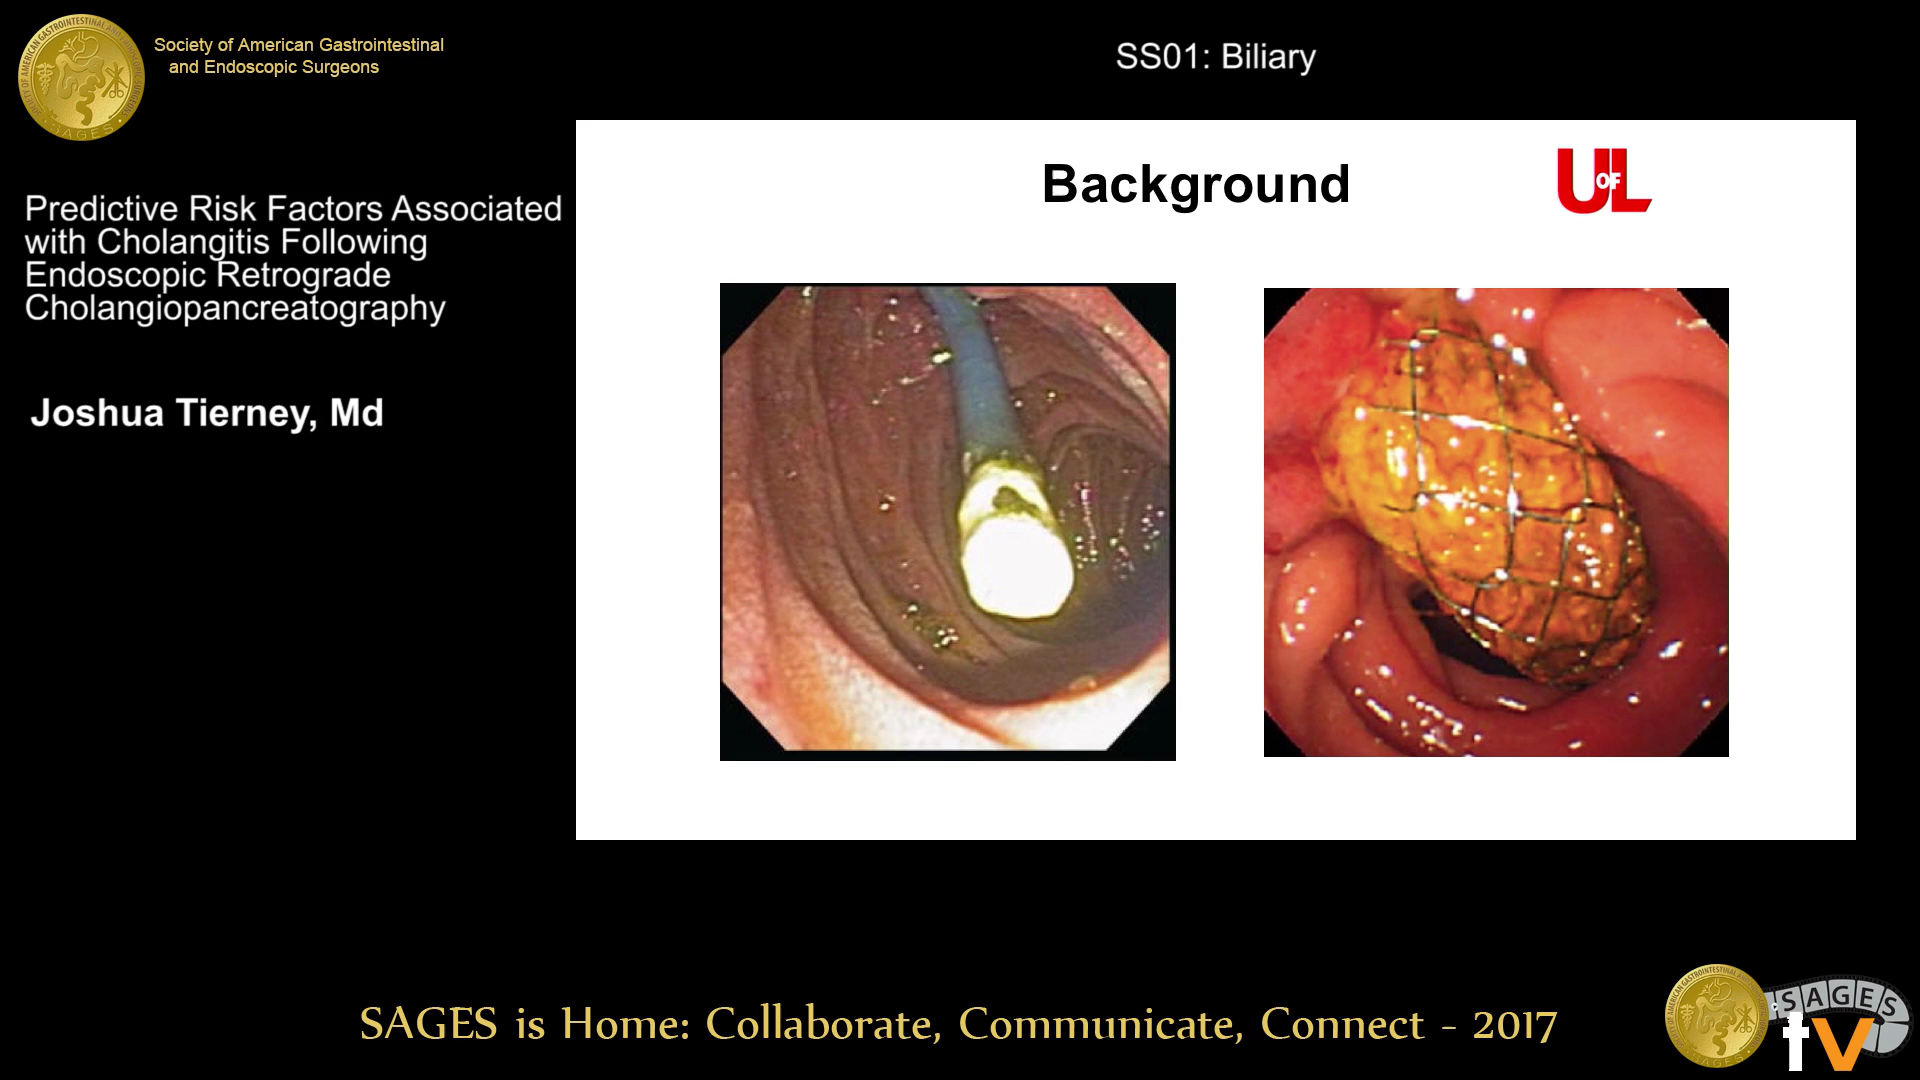 Society of American Gastrointestinal
and Endoscopic Surgeons
SS01: Biliary
Predictive Risk Factors Associated
with Cholangitis Following
Endoscopic Retrograde
Cholangiopancreatography
Joshua Tierney, Md
Background
U OF L
SAGES is Home: Collaborate, Communicate, Connect - 2017
SAGES
tv